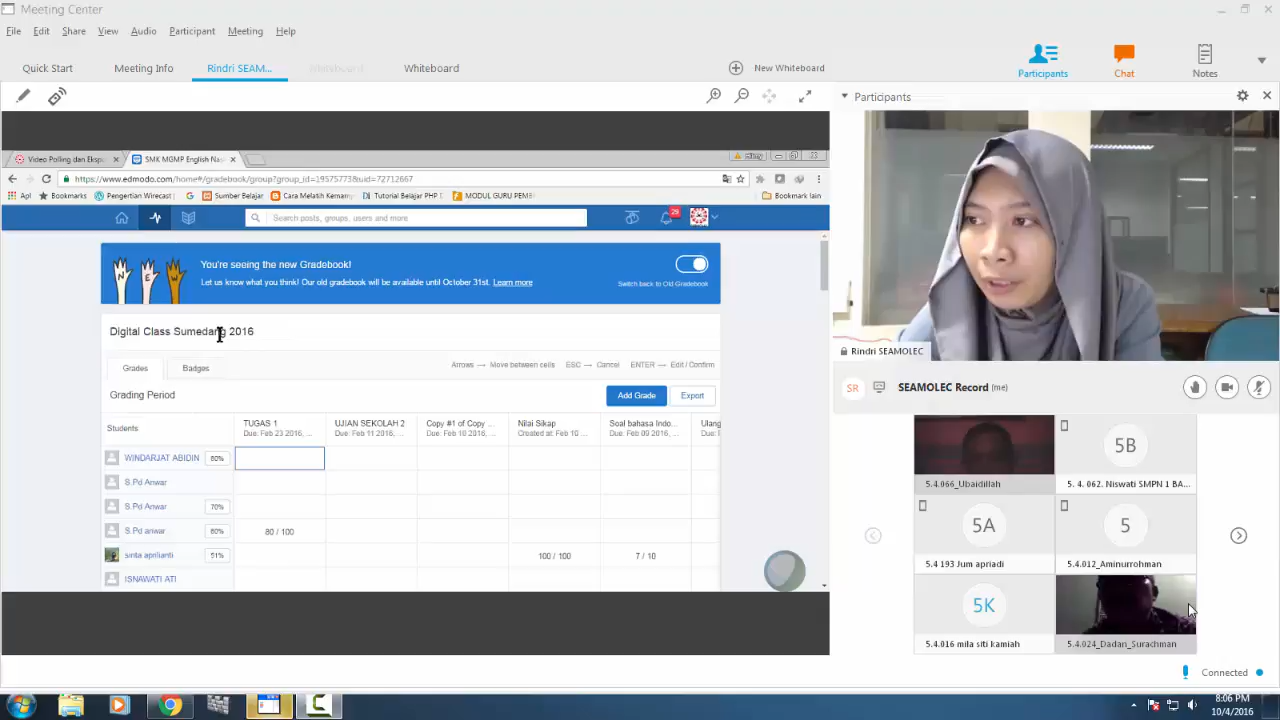 Meeting Center
File Edit Share View Audio Participant Meeting Help
Quick Start Meeting Info Rindri SEAM... Whiteboard Whiteboard
New Whiteboard
Participants Chat Notes
Participants
Video Polling dan Ekspo
SMK MGMP English Nas
https://www.edmodo.com/home#/gradebook/group?group_id=19575773&uid=72712667
Apl Bookmarks Pengertian Wirecast Sumber Belajar Cara Melatih Kemam Tutorial Belajar PHP D MODUL GURU PEMB Bookmark lain
Search posts, groups, users and more
29
NEW
You're seeing the new Gradebook!
Let us know what you think! Our old gradebook will be available until October 31st. Learn more
Switch back to Old Gradebook
Digital Class Sumedang 2016
Grades Badges
Arrows → Move between cells ESC → Cancel ENTER → Edit / Confirm
Grading Period
Add Grade Export
Students
TUGAS 1
Due: Feb 23 2016, ...
UJIAN SEKOLAH 2
Due: Feb 11 2016, ...
Copy #1 of Copy ...
Due: Feb 10 2016, ...
Nilai Sikap
Created at: Feb 10 ...
Soal bahasa Indo...
Due: Feb 09 2016, ...
Ulang
Due: F
WINDARJAT ABIDIN 60%
S.Pd Anwar
S.Pd Anwar 70%
S.Pd anwar 60% 80 / 100
sinta aprilianti 51% 100 / 100 7 / 10
ISNAWATI ATI
Rindri SEAMOLEC
SR SEAMOLEC Record (me)
5.4.066_Ubaidillah
5B
5. 4. 062. Niswati SMPN 1 BA...
5A
5.4 193 Jum apriadi
5
5.4.012_Aminurrohman
5K
5.4.016 mila siti kamiah
5.4.024_Dadan_Surachman
Connected
8:06 PM
10/4/2016